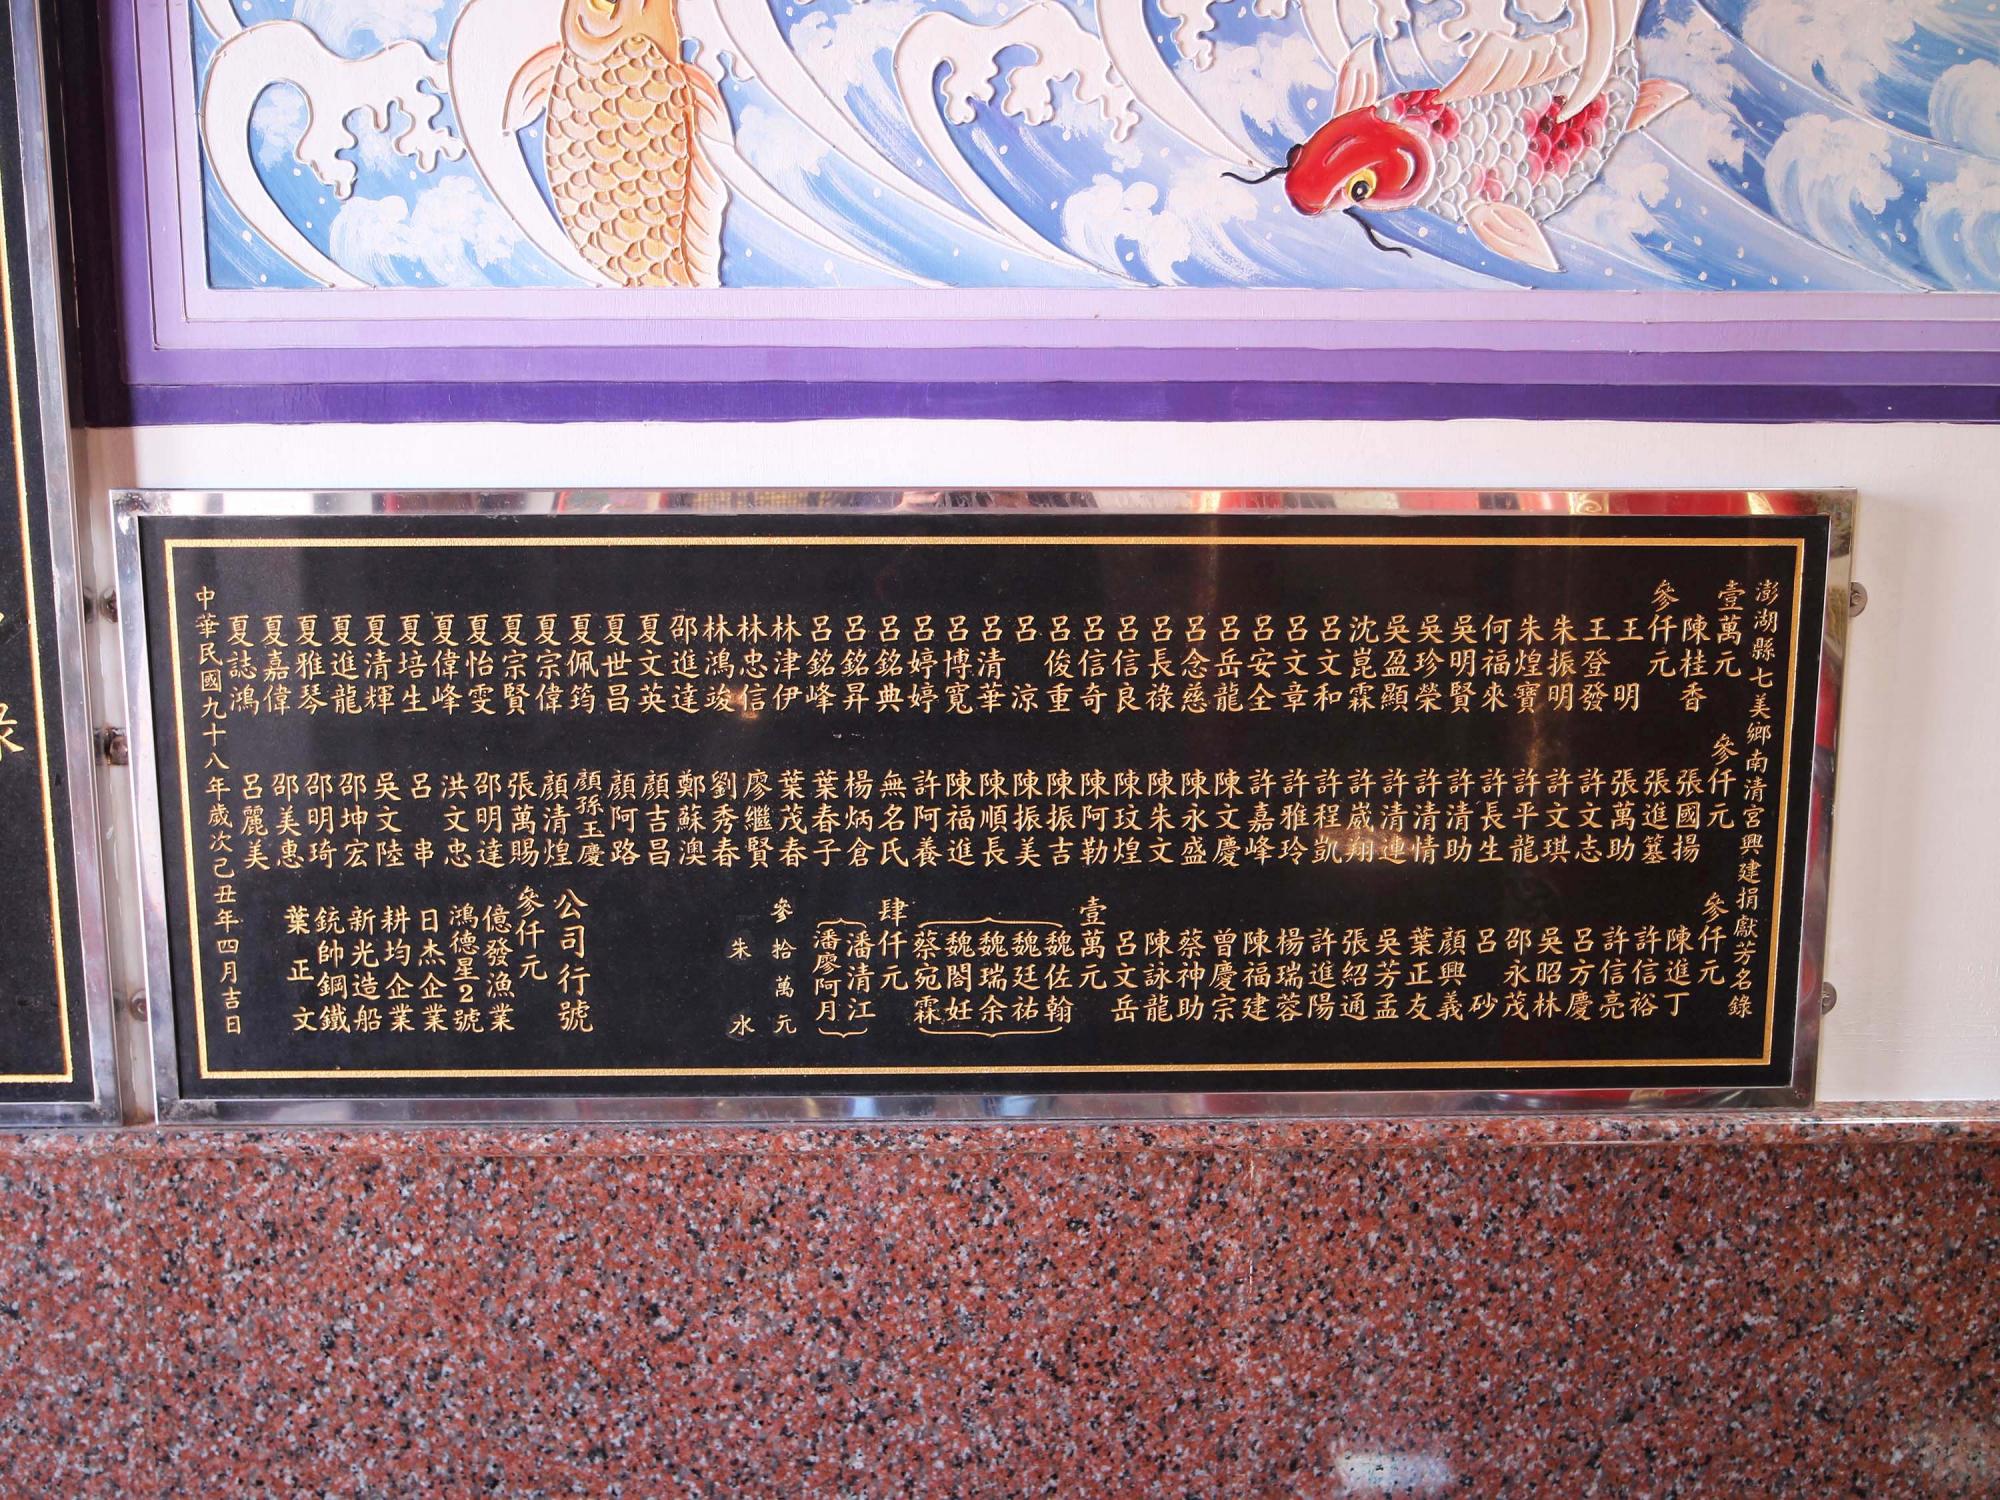 澎湖縣七美鄉南清宮興建捐獻芳名錄
壹萬元
陳桂香
參仟元
王明
王登發
朱振明
朱煌寶
何福來
吳明賢
吳珍榮
吳盈顯
沈崑霖
呂文和
呂文章
呂安全
呂岳龍
呂念慈
呂長祿
呂信良
呂信奇
呂俊重
呂涼
呂清華
呂博寬
呂婷婷
呂銘典
呂銘昇
呂銘峰
林津伊
林忠信
林鴻竣
邵進達
夏文英
夏世昌
夏佩筠
夏宗偉
夏宗賢
夏怡雯
夏偉峰
夏培生
夏清輝
夏進龍
夏雅琴
夏嘉偉
夏誌鴻
參仟元
張國揚
張進簊
張萬助
許文志
許文琪
許平龍
許長生
許清助
許清情
許清連
許崴翔
許程凱
許雅玲
許嘉峰
陳文慶
陳永盛
陳朱文
陳玟煌
陳阿勒
陳振吉
陳振美
陳順長
陳福進
許阿養
無名氏
楊炳倉
葉春子
葉茂春
廖繼賢
劉秀春
鄭蘇澳
顏吉昌
顏阿路
顏孫玉慶
顏清煌
張萬賜
邵明達
洪文忠
呂串
吳文陸
邵坤宏
邵明琦
邵美惠
呂麗美
參仟元
陳進丁
許信裕
許信亮
呂方慶
吳昭林
邵永茂
呂砂
顏興義
葉正友
吳芳孟
張紹通
許進陽
楊瑞蓉
陳福建
曾慶宗
蔡神助
陳詠龍
呂文岳
壹萬元
魏佐翰
魏廷祐
魏瑞余
魏閤妊
蔡宛霖
肆仟元
潘清江
潘廖阿月
參拾萬元
朱水
公司行號
參仟元
億發漁業
鴻德星2號
日杰企業
耕均企業
新光造船
銃帥鋼鐵
葉正文
中華民國九十八年歲次己丑年四月吉日